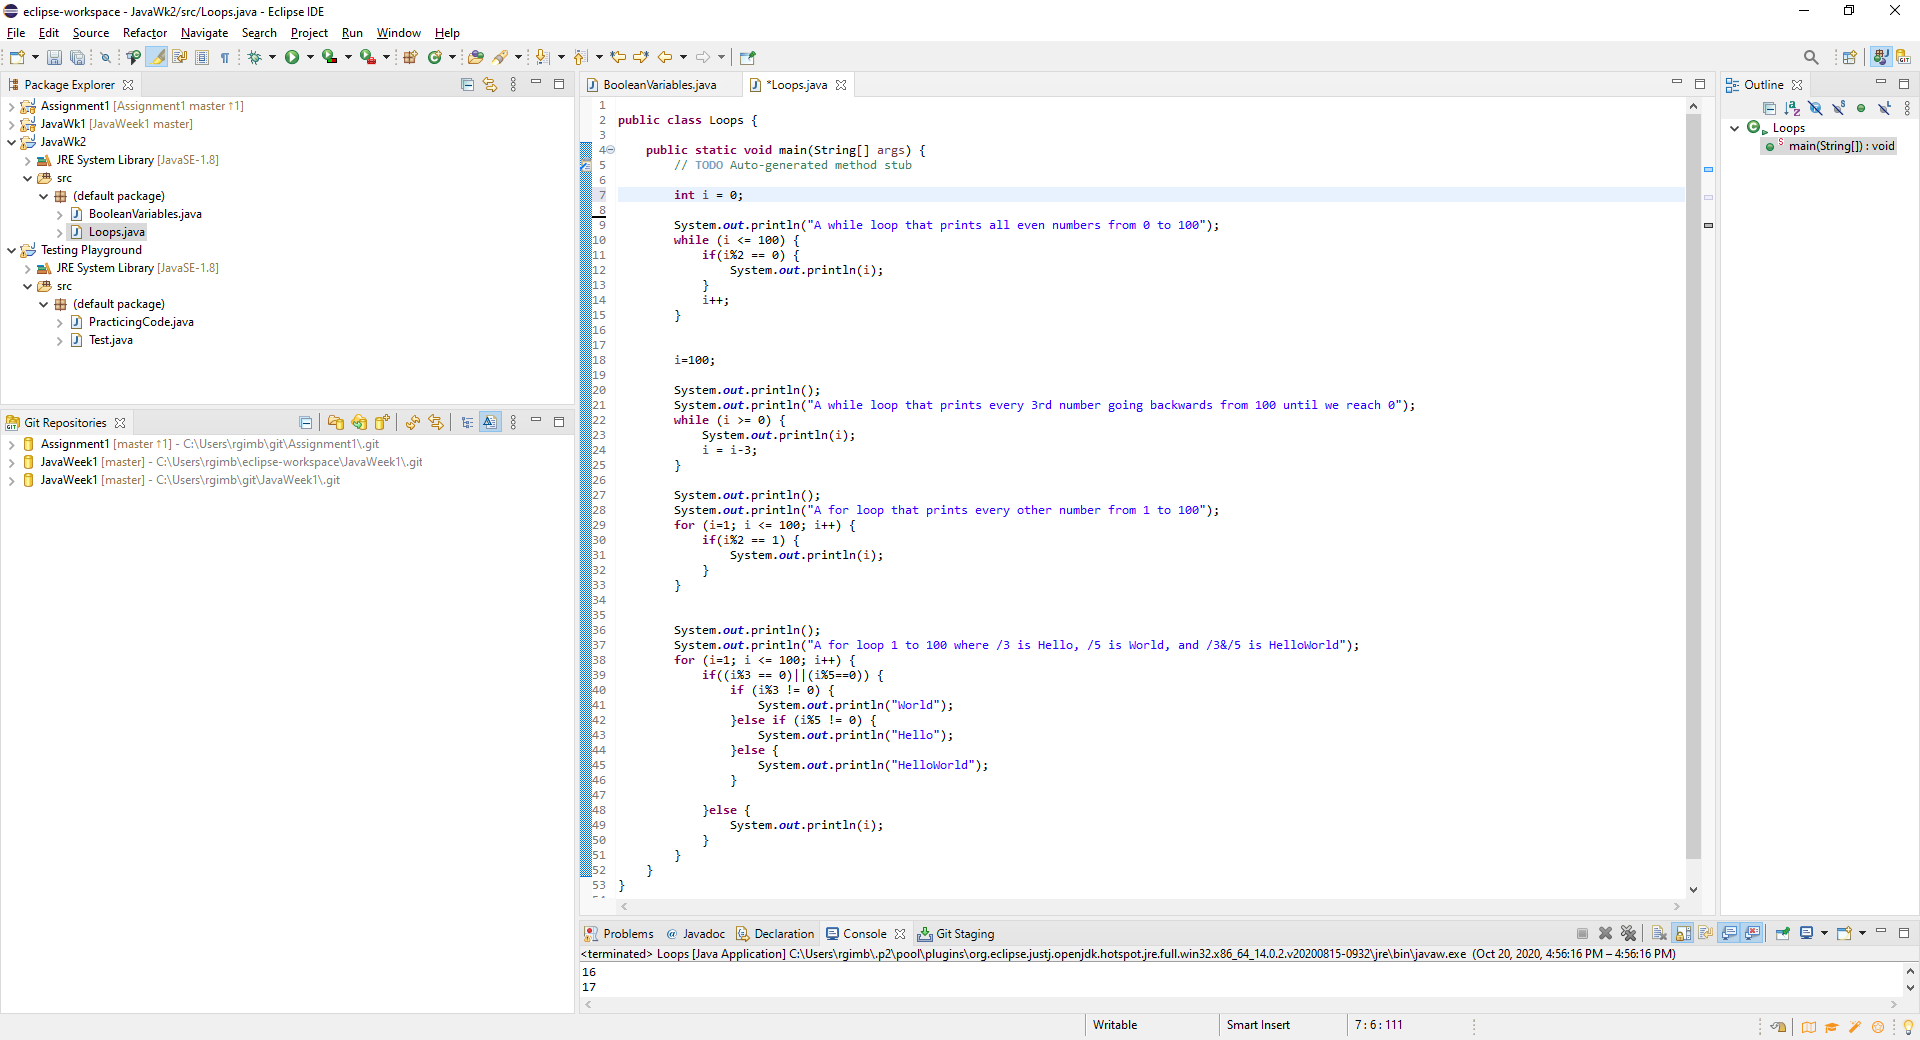 eclipse-workspace - JavaWk2/src/Loops.java - Eclipse IDE
File Edit Source Refactor Navigate Search Project Run Window Help
Package Explorer
Assignment1 [Assignment1 master ↑1]
JavaWk1 [JavaWeek1 master]
JavaWk2
JRE System Library [JavaSE-1.8]
src
(default package)
BooleanVariables.java
Loops.java
Testing Playground
JRE System Library [JavaSE-1.8]
src
(default package)
PracticingCode.java
Test.java
Git Repositories
Assignment1 [master ↑1] - C:\Users\rgimb\git\Assignment1\.git
JavaWeek1 [master] - C:\Users\rgimb\eclipse-workspace\JavaWeek1\.git
JavaWeek1 [master] - C:\Users\rgimb\git\JavaWeek1\.git
BooleanVariables.java *Loops.java
1
2 public class Loops {
3
4 public static void main(String[] args) {
5 // TODO Auto-generated method stub
6
7 int i = 0;
8
9 System.out.println("A while loop that prints all even numbers from 0 to 100");
10 while (i <= 100) {
11 if(i%2 == 0) {
12 System.out.println(i);
13 }
14 i++;
15 }
16
17
18 i=100;
19
20 System.out.println();
21 System.out.println("A while loop that prints every 3rd number going backwards from 100 until we reach 0");
22 while (i >= 0) {
23 System.out.println(i);
24 i = i-3;
25 }
26
27 System.out.println();
28 System.out.println("A for loop that prints every other number from 1 to 100");
29 for (i=1; i <= 100; i++) {
30 if(i%2 == 1) {
31 System.out.println(i);
32 }
33 }
34
35
36 System.out.println();
37 System.out.println("A for loop 1 to 100 where /3 is Hello, /5 is World, and /3&/5 is HelloWorld");
38 for (i=1; i <= 100; i++) {
39 if((i%3 == 0)||(i%5==0)) {
40 if (i%3 != 0) {
41 System.out.println("World");
42 }else if (i%5 != 0) {
43 System.out.println("Hello");
44 }else {
45 System.out.println("HelloWorld");
46 }
47
48 }else {
49 System.out.println(i);
50 }
51 }
52 }
53 }
Outline
Loops
main(String[]) : void
Problems Javadoc Declaration Console Git Staging
<terminated> Loops [Java Application] C:\Users\rgimb\.p2\pool\plugins\org.eclipse.justj.openjdk.hotspot.jre.full.win32.x86_64_14.0.2.v20200815-0932\jre\bin\javaw.exe (Oct 20, 2020, 4:56:16 PM – 4:56:16 PM)
16
17
Writable Smart Insert 7 : 6 : 111